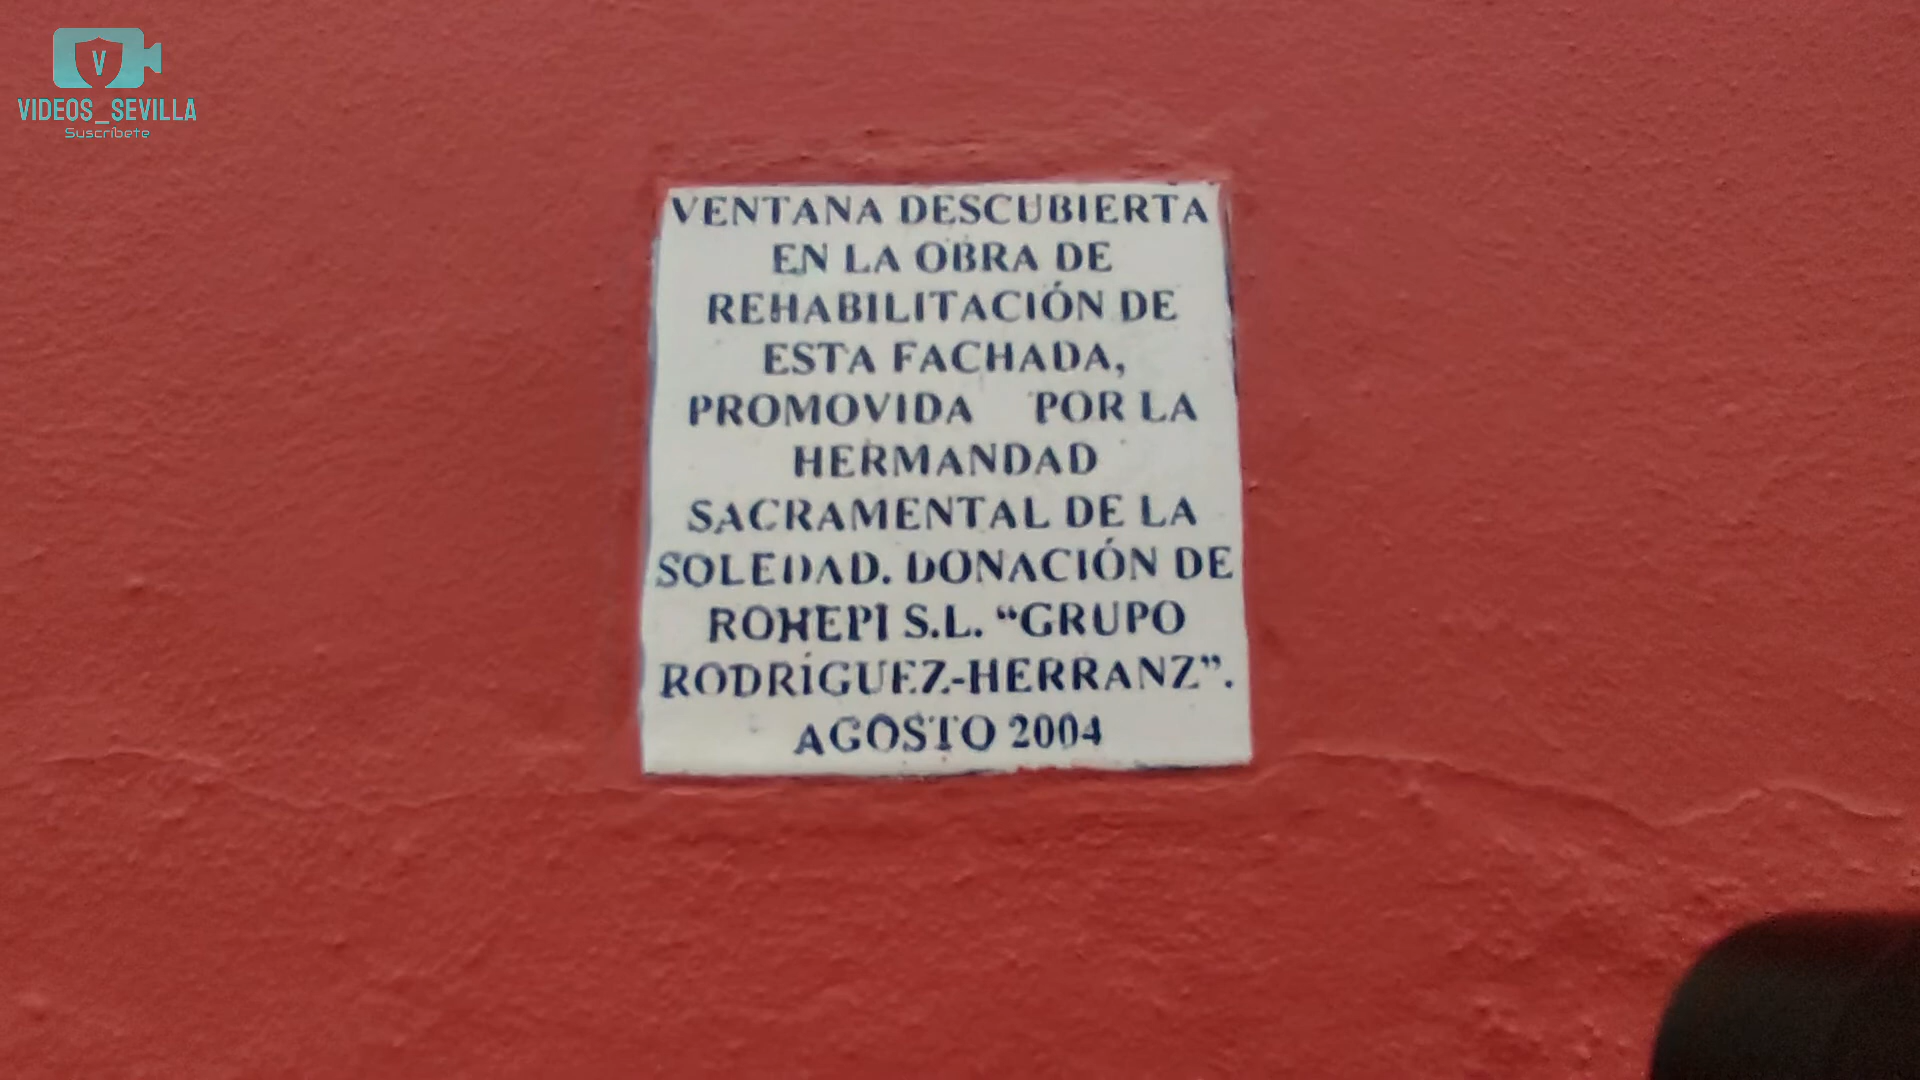 V
VIDEOS_SEVILLA
Suscríbete
VENTANA DESCUBIERTA
EN LA OBRA DE
REHABILITACIÓN DE
ESTA FACHADA,
PROMOVIDA POR LA
HERMANDAD
SACRAMENTAL DE LA
SOLEDAD. DONACIÓN DE
ROHEPI S.L. “GRUPO
RODRÍGUEZ-HERRANZ”.
AGOSTO 2004